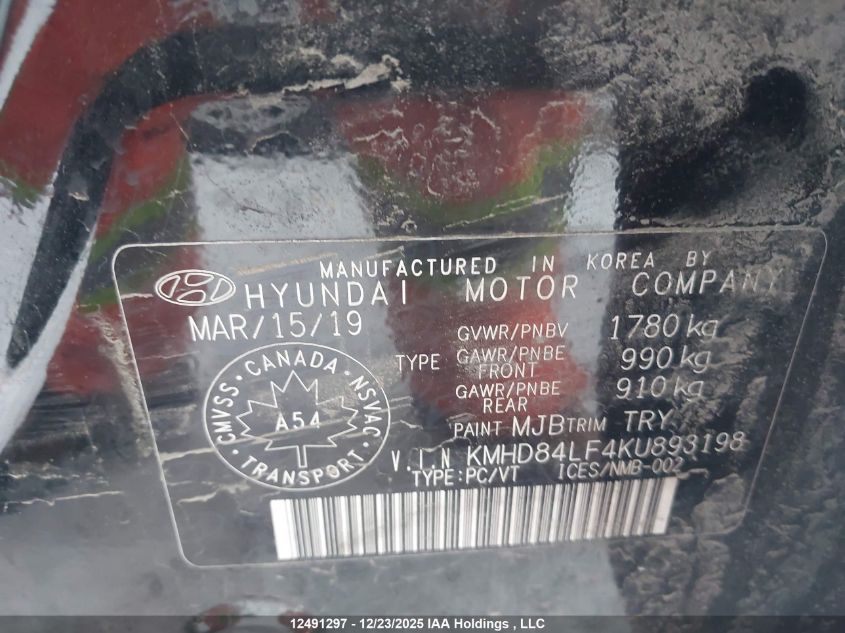 MANUFACTURED IN KOREA BY
HYUNDAI MOTOR COMPANY
MAR/15/19
GVWR/PNBV 1780 kg
TYPE GAWR/PNBE FRONT 990 kg
GAWR/PNBE REAR 910 kg
PAINT MJB TRIM TRY
V.I.N KMHD84LF4KU893198
TYPE:PC/VT ICES/NMB-002
CMVSS · CANADA · NSVAC · TRANSPORT ·
A54
12491297 - 12/23/2025 IAA Holdings , LLC